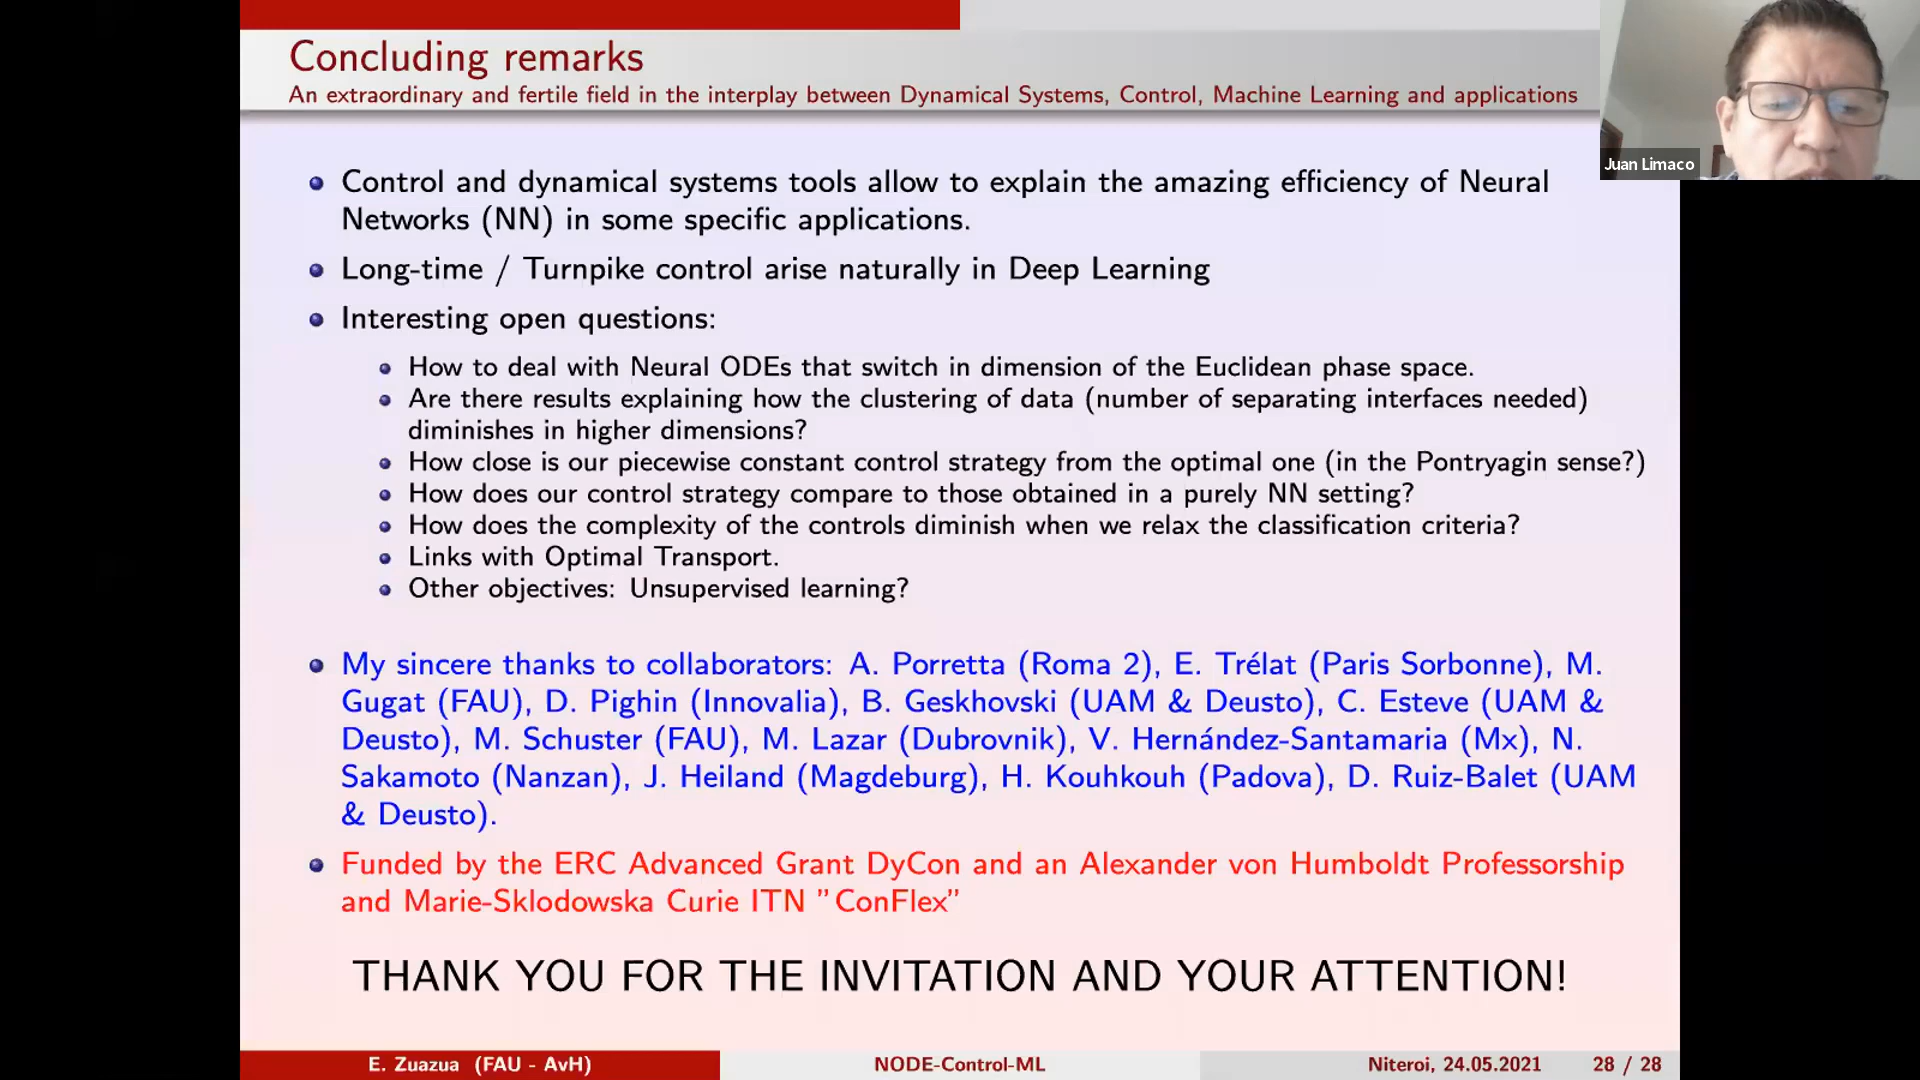 Concluding remarks
An extraordinary and fertile field in the interplay between Dynamical Systems, Control, Machine Learning and applications
Juan Limaco
Control and dynamical systems tools allow to explain the amazing efficiency of Neural
Networks (NN) in some specific applications.
Long-time / Turnpike control arise naturally in Deep Learning
Interesting open questions:
How to deal with Neural ODEs that switch in dimension of the Euclidean phase space.
Are there results explaining how the clustering of data (number of separating interfaces needed)
diminishes in higher dimensions?
How close is our piecewise constant control strategy from the optimal one (in the Pontryagin sense?)
How does our control strategy compare to those obtained in a purely NN setting?
How does the complexity of the controls diminish when we relax the classification criteria?
Links with Optimal Transport.
Other objectives: Unsupervised learning?
My sincere thanks to collaborators: A. Porretta (Roma 2), E. Trélat (Paris Sorbonne), M.
Gugat (FAU), D. Pighin (Innovalia), B. Geskhovski (UAM & Deusto), C. Esteve (UAM &
Deusto), M. Schuster (FAU), M. Lazar (Dubrovnik), V. Hernández-Santamaria (Mx), N.
Sakamoto (Nanzan), J. Heiland (Magdeburg), H. Kouhkouh (Padova), D. Ruiz-Balet (UAM
& Deusto).
Funded by the ERC Advanced Grant DyCon and an Alexander von Humboldt Professorship
and Marie-Sklodowska Curie ITN "ConFlex"
THANK YOU FOR THE INVITATION AND YOUR ATTENTION!
E. Zuazua (FAU - AvH)
NODE-Control-ML
Niteroi, 24.05.2021
28 / 28